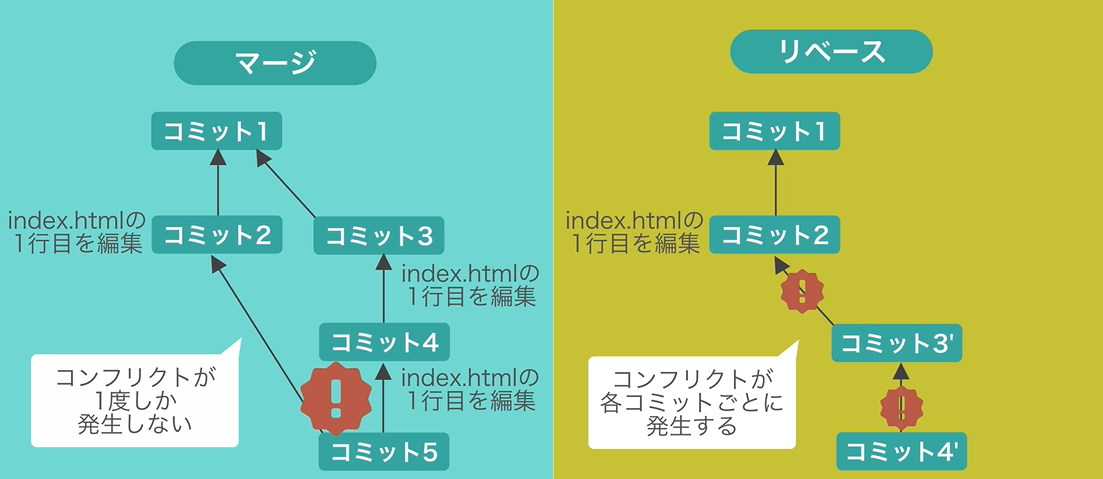 マージ
コミット1
index.htmlの
1行目を編集
コミット2
コミット3
index.htmlの
1行目を編集
コミット4
index.htmlの
1行目を編集
コンフリクトが
1度しか
発生しない
コミット5
リベース
コミット1
index.htmlの
1行目を編集
コミット2
コミット3'
コンフリクトが
各コミットごとに
発生する
コミット4'